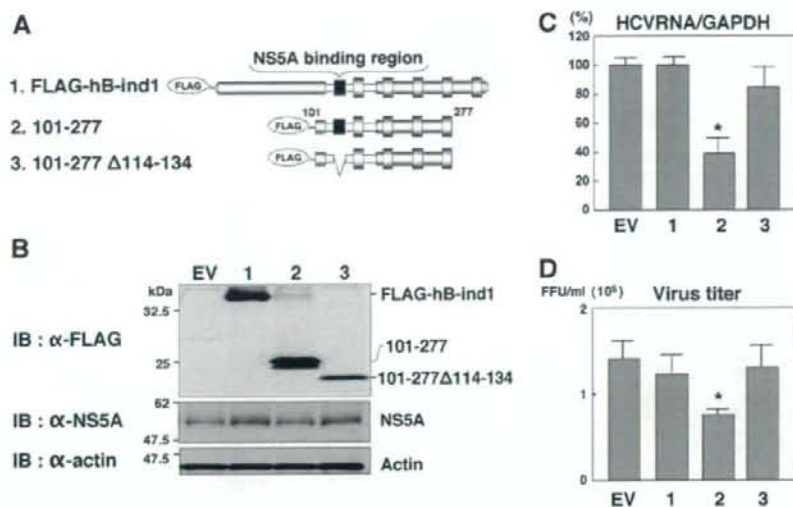 A
NS5A binding region
1. FLAG-hB-ind1
FLAG
101
277
2. 101-277
FLAG
3. 101-277 Δ114-134
FLAG
B
EV 1 2 3
kDa
32.5
25
IB : α-FLAG
FLAG-hB-ind1
101-277
101-277Δ114-134
62
47.5
IB : α-NS5A
NS5A
47.5
IB : α-actin
Actin
C
(%)
HCVRNA/GAPDH
120
100
80
60
40
20
0
*
EV 1 2 3
D
FFU/ml (10⁵)
Virus titer
2
1
0
*
EV 1 2 3